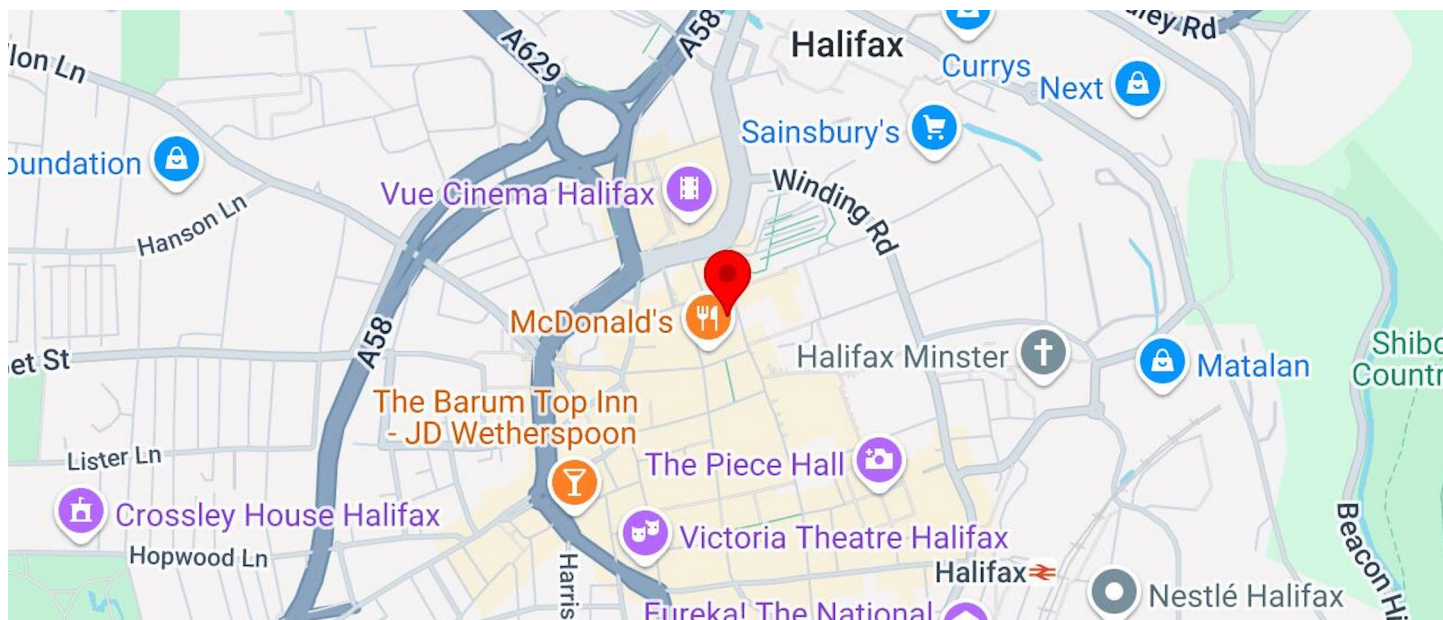 A629
A58
Halifax
ley Rd
lon Ln
Currys
Next
Sainsbury's
oundation
Vue Cinema Halifax
Winding Rd
Hanson Ln
McDonald's
A58
et St
Halifax Minster
Matalan
Shibd
Countr
The Barum Top Inn
- JD Wetherspoon
Lister Ln
The Piece Hall
Crossley House Halifax
Victoria Theatre Halifax
Hopwood Ln
Harris
Halifax
Beacon Hi
Nestlé Halifax
Eureka! The National